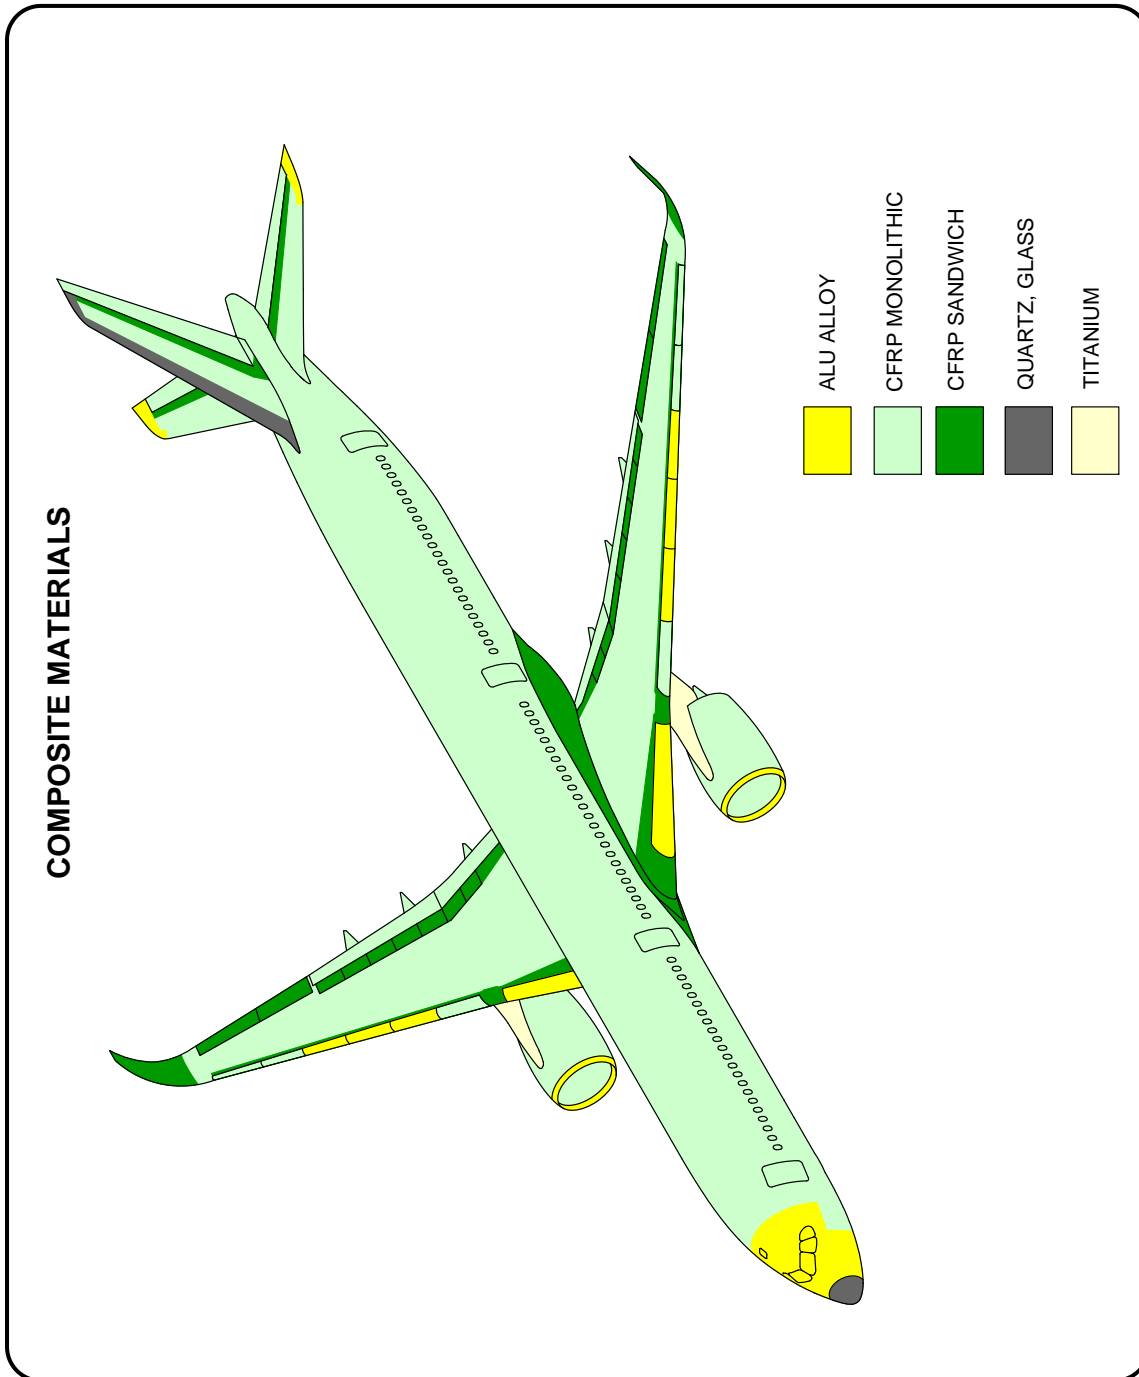 COMPOSITE MATERIALS
ALU ALLOY
CFRP MONOLITHIC
CFRP SANDWICH
QUARTZ, GLASS
TITANIUM